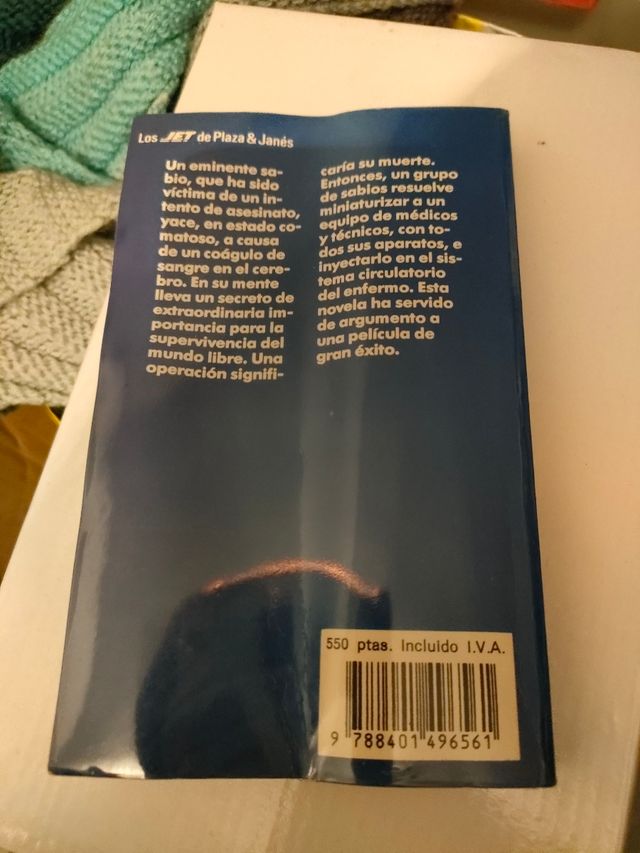 Los JET de Plaza & Janés
Un eminente sa-
bio, que ha sido
víctima de un in-
tento de asesinato,
yace, en estado co-
matoso, a causa
de un coágulo de
sangre en el cere-
bro. En su mente
lleva un secreto de
extraordinaria im-
portancia para la
supervivencia del
mundo libre. Una
operación signifi-
caría su muerte.
Entonces, un grupo
de sabios resuelve
miniaturizar a un
equipo de médicos
y técnicos, con to-
dos sus aparatos, e
inyectarlo en el sis-
tema circulatorio
del enfermo. Esta
novela ha servido
de argumento a
una película de
gran éxito.
550 ptas. Incluido I.V.A.
9 788401 496561